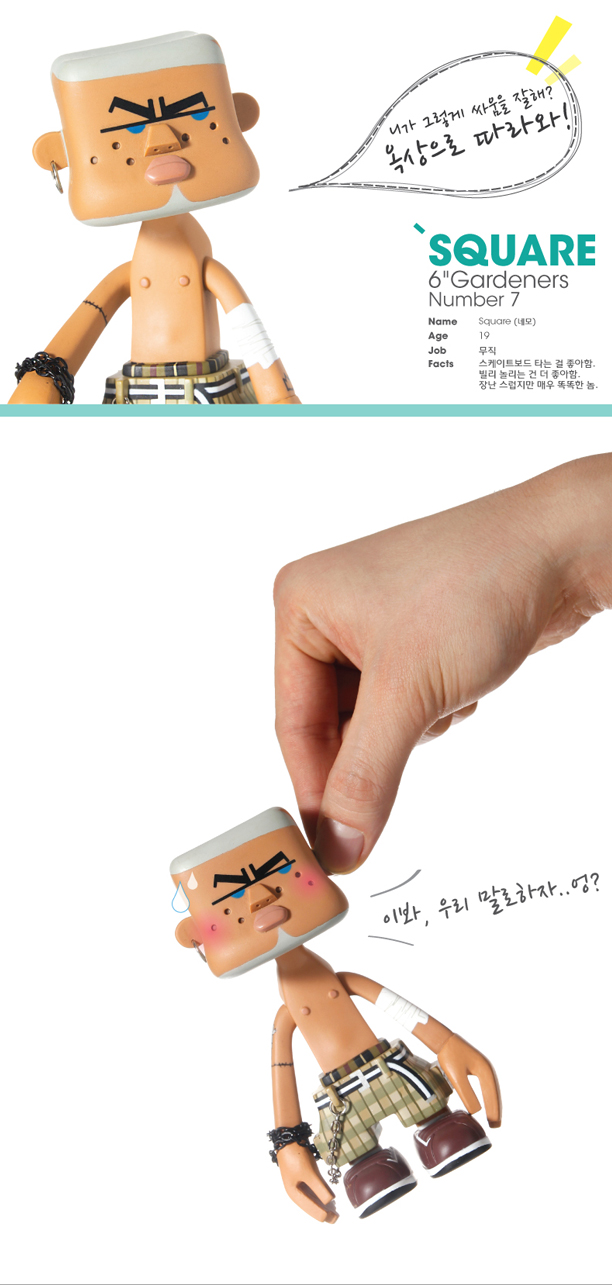 니가 그렇게 싸움을 잘해?
옥상으로 따라와!
SQUARE
6"Gardeners
Number 7
Name Square (네모)
Age 19
Job 무직
Facts 스케이트보드 타는 걸 좋아함.
빌리 놀리는 건 더 좋아함.
장난 스럽지만 매우 똑똑한 놈.
이봐, 우리 말로하자..엉?